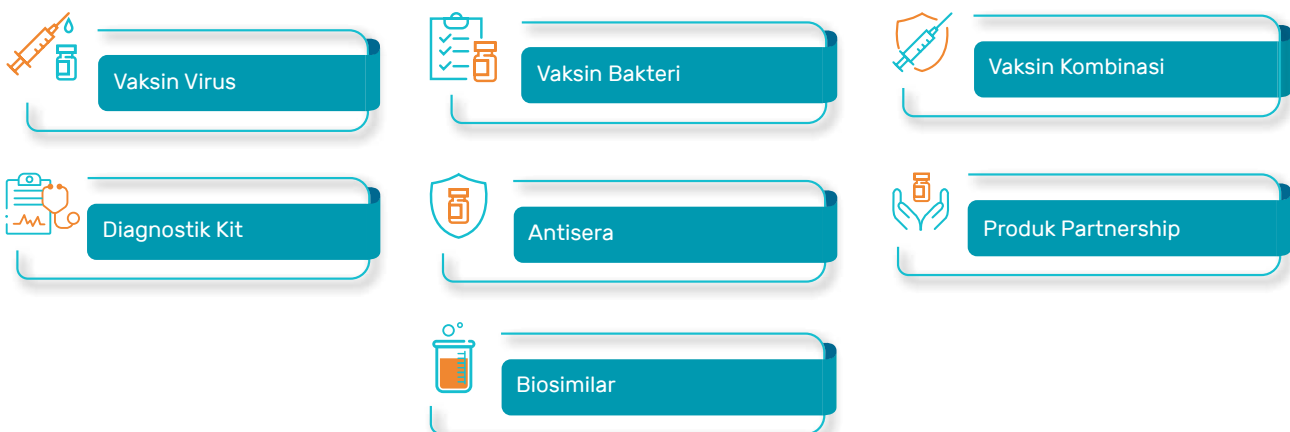 Vaksin Virus
Vaksin Bakteri
Vaksin Kombinasi
Diagnostik Kit
Antisera
Produk Partnership
Biosimilar